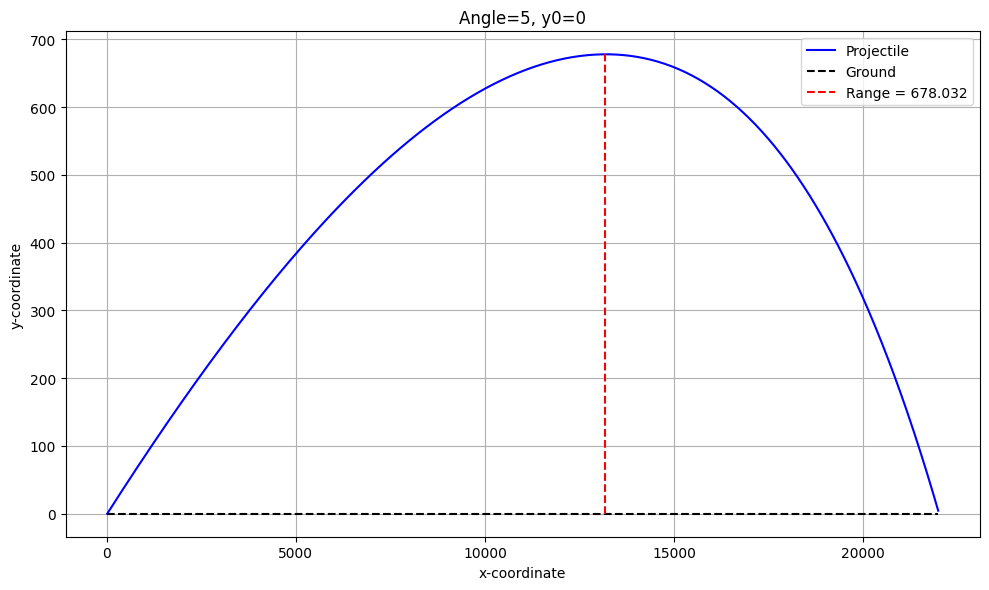 Angle=5, y0=0
Projectile
Ground
Range = 678.032
y-coordinate
700
600
500
400
300
200
100
0
0 5000 10000 15000 20000
x-coordinate